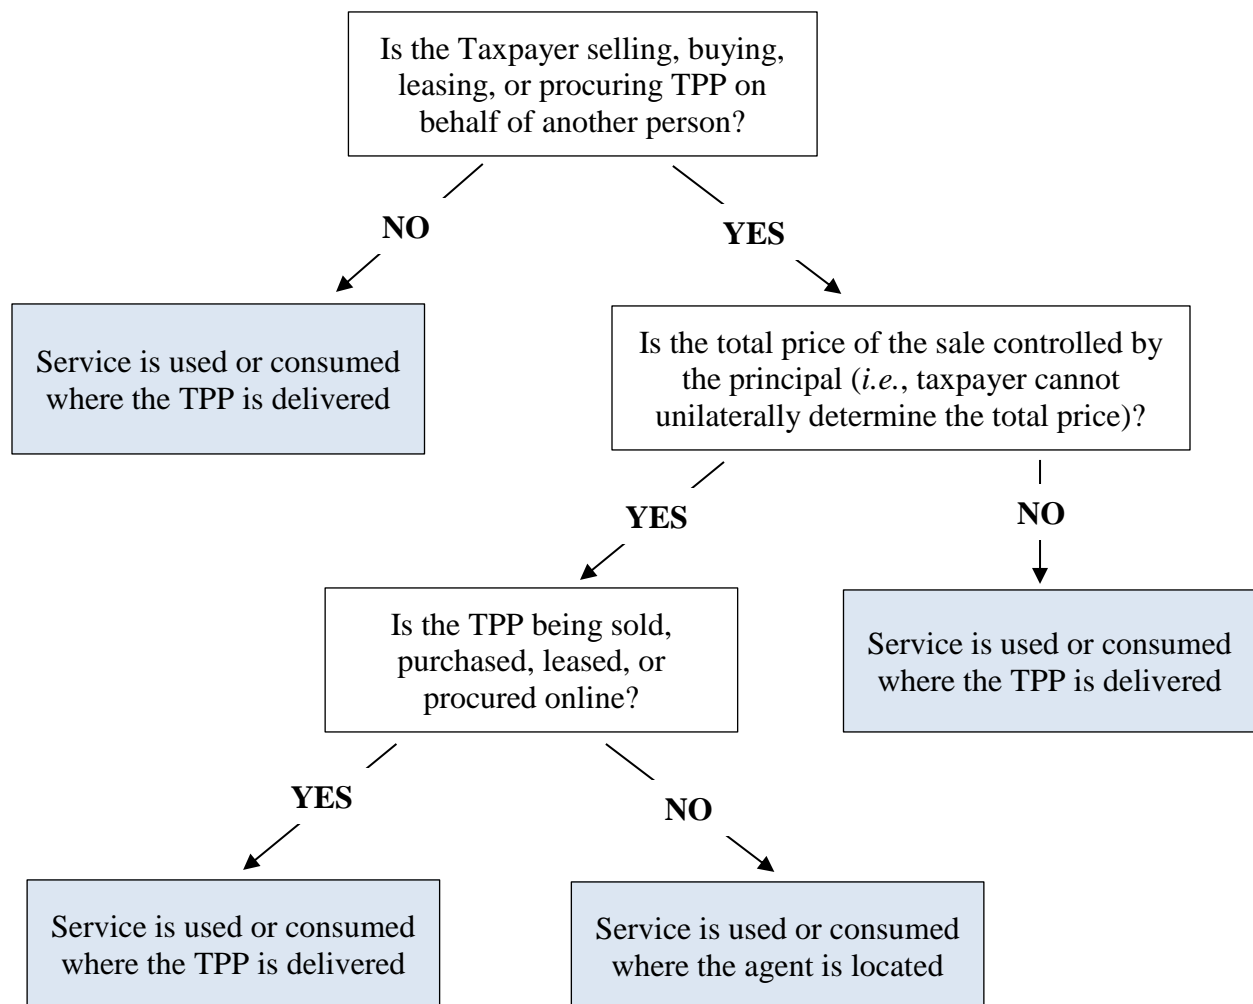 Is the Taxpayer selling, buying,
leasing, or procuring TPP on
behalf of another person?
NO
YES
Service is used or consumed
where the TPP is delivered
Is the total price of the sale controlled by
the principal (i.e., taxpayer cannot
unilaterally determine the total price)?
YES
NO
Is the TPP being sold,
purchased, leased, or
procured online?
Service is used or consumed
where the TPP is delivered
YES
NO
Service is used or consumed
where the TPP is delivered
Service is used or consumed
where the agent is located